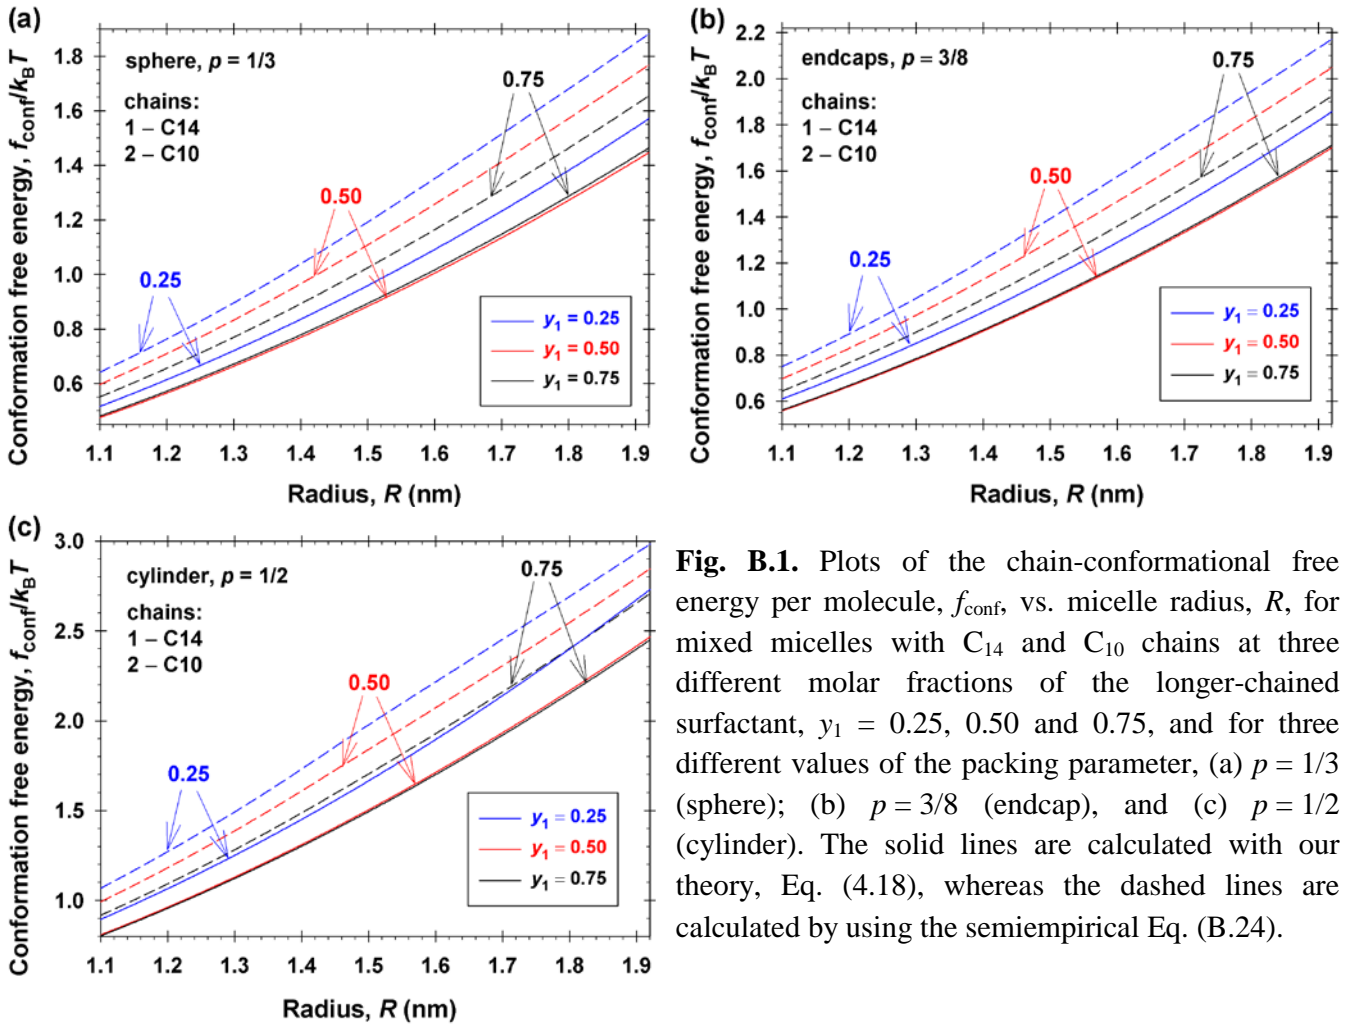 (a)
Conformation free energy, fconf/kBT
1.8
1.6
1.4
1.2
1.0
0.8
0.6
sphere, p = 1/3
chains:
1 – C14
2 – C10
0.75
0.50
0.25
y1 = 0.25
y1 = 0.50
y1 = 0.75
1.1 1.2 1.3 1.4 1.5 1.6 1.7 1.8 1.9
Radius, R (nm)
(b)
Conformation free energy, fconf/kBT
2.2
2.0
1.8
1.6
1.4
1.2
1.0
0.8
0.6
endcaps, p = 3/8
chains:
1 – C14
2 – C10
0.75
0.50
0.25
y1 = 0.25
y1 = 0.50
y1 = 0.75
1.1 1.2 1.3 1.4 1.5 1.6 1.7 1.8 1.9
Radius, R (nm)
(c)
Conformation free energy, fconf/kBT
3.0
2.5
2.0
1.5
1.0
cylinder, p = 1/2
chains:
1 – C14
2 – C10
0.75
0.50
0.25
y1 = 0.25
y1 = 0.50
y1 = 0.75
1.1 1.2 1.3 1.4 1.5 1.6 1.7 1.8 1.9
Radius, R (nm)
Fig. B.1. Plots of the chain-conformational free
energy per molecule, fconf, vs. micelle radius, R, for
mixed micelles with C14 and C10 chains at three
different molar fractions of the longer-chained
surfactant, y1 = 0.25, 0.50 and 0.75, and for three
different values of the packing parameter, (a) p = 1/3
(sphere); (b) p = 3/8 (endcap), and (c) p = 1/2
(cylinder). The solid lines are calculated with our
theory, Eq. (4.18), whereas the dashed lines are
calculated by using the semiempirical Eq. (B.24).